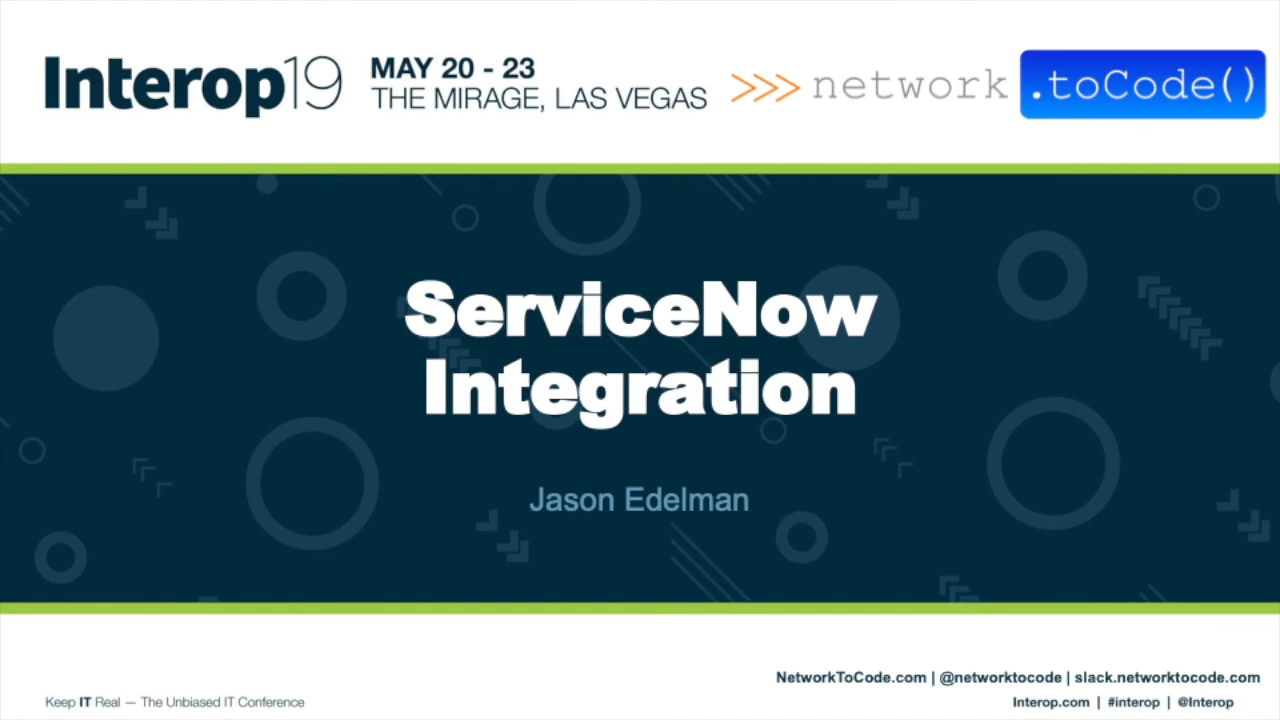 Interop19
MAY 20 - 23
THE MIRAGE, LAS VEGAS
>>> network .toCode()
ServiceNow
Integration
Jason Edelman
NetworkToCode.com | @networktocode | slack.networktocode.com
Keep IT Real — The Unbiased IT Conference
Interop.com | #interop | @Interop